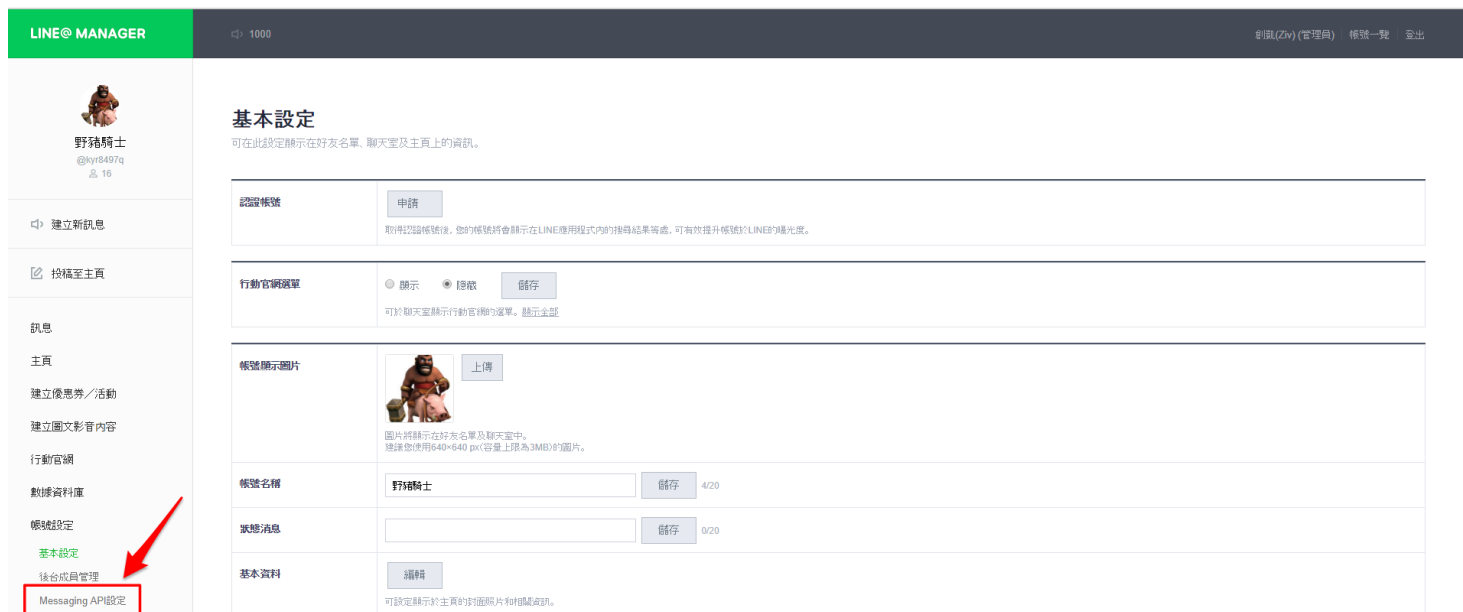 LINE@ MANAGER
1000
劍凱(Ziv) (管理員) 帳號一覽 登出
野豬騎士
@kyr8497q
16
建立新訊息
投稿至主頁
訊息
主頁
建立優惠券／活動
建立圖文影音內容
行動官網
數據資料庫
帳號設定
基本設定
後台成員管理
Messaging API設定
基本設定
可在此設定顯示在好友名單、聊天室及主頁上的資訊。
認證帳號
申請
取得認證帳號後, 您的帳號將會顯示在LINE應用程式內的搜尋結果等處, 可有效提升帳號於LINE的曝光度。
行動官網選單
顯示 隱藏 儲存
可於聊天室顯示行動官網的選單。顯示全部
帳號顯示圖片
上傳
圖片將顯示在好友名單及聊天室中。
建議您使用640×640 px(容量上限為3MB)的圖片。
帳號名稱
野豬騎士 儲存 4/20
狀態消息
儲存 0/20
基本資料
編輯
可設定顯示於主頁的封面照片和相關資訊。